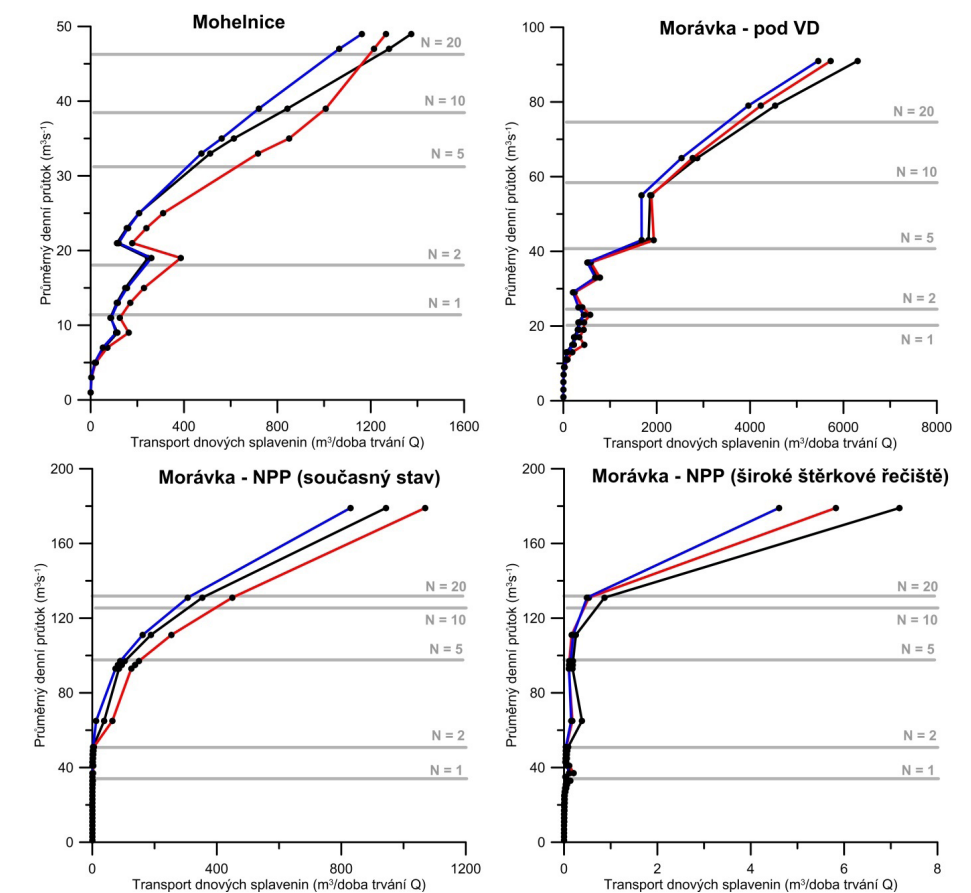 Mohelnice
50
40
30
20
10
0
N = 20
N = 10
N = 5
N = 2
N = 1
Průměrný denní průtok (m³s⁻¹)
0 400 800 1200 1600
Transport dnových splavenin (m³/doba trvání Q)
Morávka - pod VD
100
80
60
40
20
0
N = 20
N = 10
N = 5
N = 2
N = 1
Průměrný denní průtok (m³s⁻¹)
0 2000 4000 6000 8000
Transport dnových splavenin (m³/doba trvání Q)
Morávka - NPP (současný stav)
200
160
120
80
40
0
N = 20
N = 10
N = 5
N = 2
N = 1
Průměrný denní průtok (m³s⁻¹)
0 400 800 1200
Transport dnových splavenin (m³/doba trvání Q)
Morávka - NPP (široké štěrkové řečiště)
200
160
120
80
40
0
N = 20
N = 10
N = 5
N = 2
N = 1
Průměrný denní průtok (m³s⁻¹)
0 2 4 6 8
Transport dnových splavenin (m³/doba trvání Q)